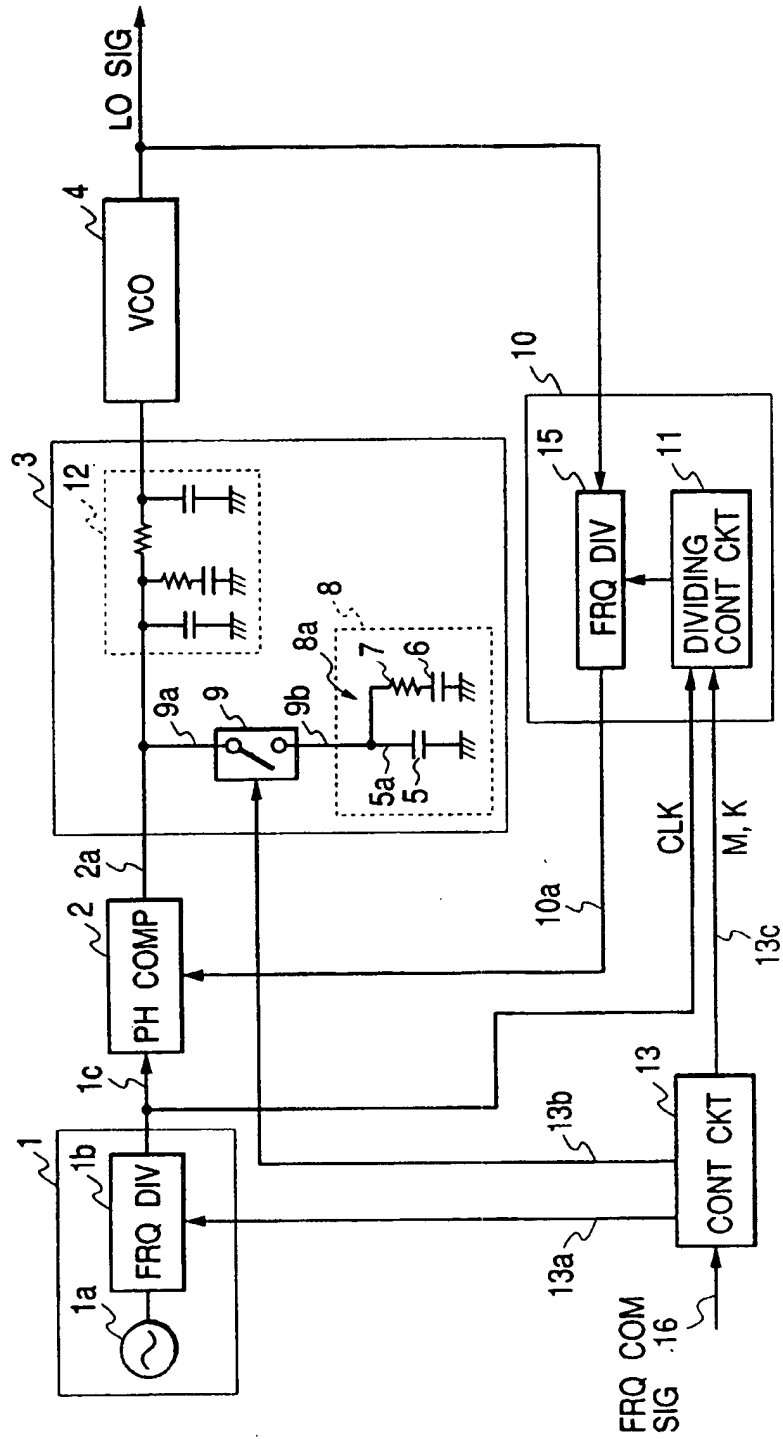 1
1a
1b
FRQ DIV
1c
2
PH COMP
2a
3
12
9a
9
9b
8
8a
7
6
5a
5
4
VCO
LO SIG
10
15
FRQ DIV
11
DIVIDING
CONT CKT
10a
CLK
M, K
13c
13
CONT CKT
13b
13a
FRQ COM
SIG
16